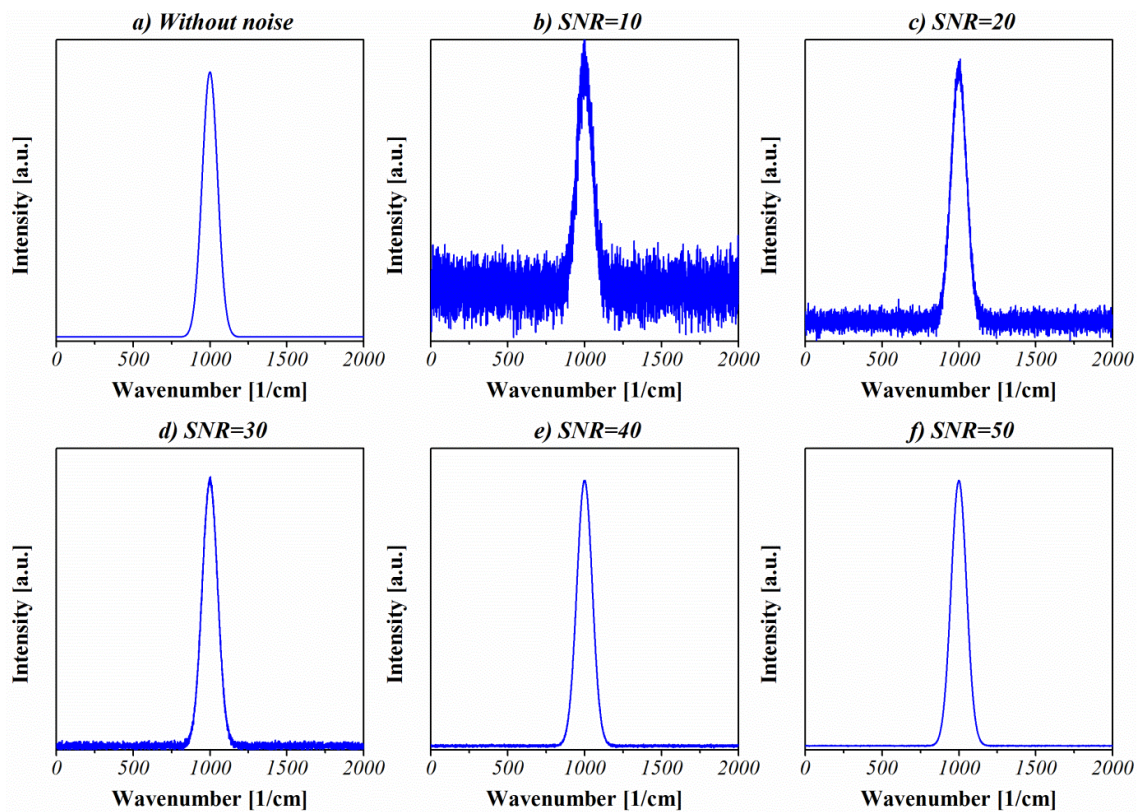 a) Without noise
b) SNR=10
c) SNR=20
Intensity [a.u.]
Intensity [a.u.]
Intensity [a.u.]
0 500 1000 1500 2000
0 500 1000 1500 2000
0 500 1000 1500 2000
Wavenumber [1/cm]
Wavenumber [1/cm]
Wavenumber [1/cm]
d) SNR=30
e) SNR=40
f) SNR=50
Intensity [a.u.]
Intensity [a.u.]
Intensity [a.u.]
0 500 1000 1500 2000
0 500 1000 1500 2000
0 500 1000 1500 2000
Wavenumber [1/cm]
Wavenumber [1/cm]
Wavenumber [1/cm]